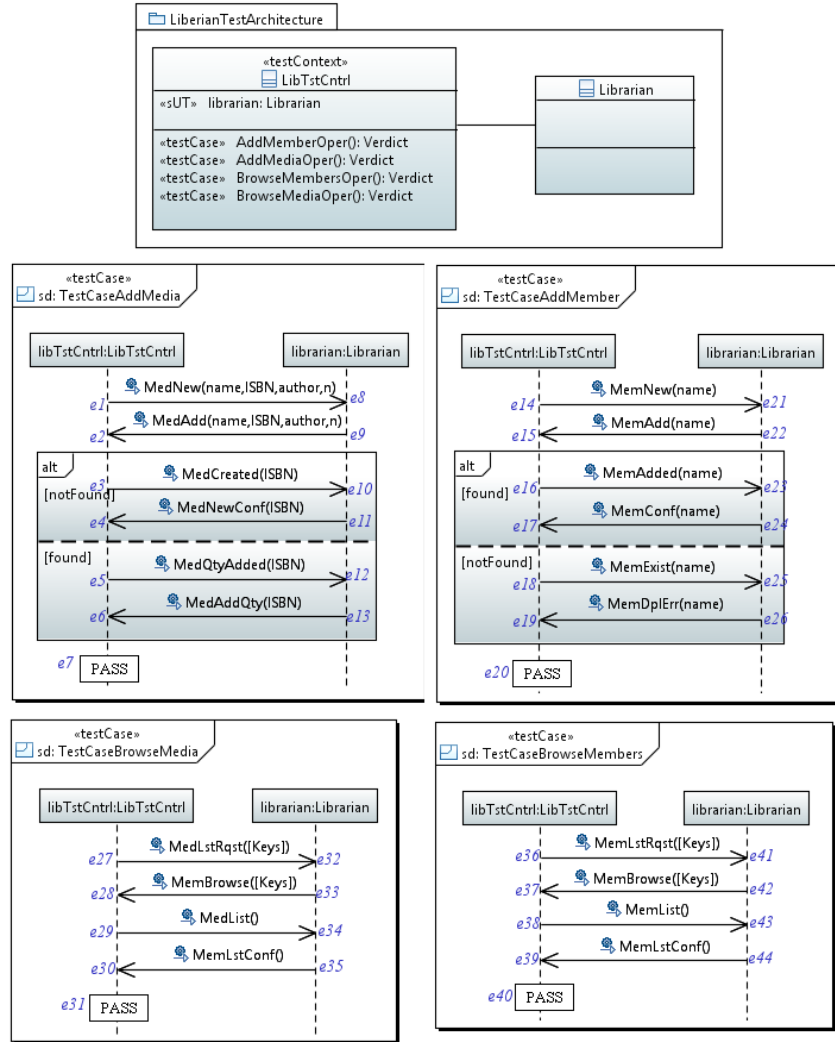 LiberianTestArchitecture
«testContext»
LibTstCntrl
«sUT» librarian: Librarian
«testCase» AddMemberOper(): Verdict
«testCase» AddMediaOper(): Verdict
«testCase» BrowseMembersOper(): Verdict
«testCase» BrowseMediaOper(): Verdict
Librarian
«testCase»
sd: TestCaseAddMedia
libTstCntrl:LibTstCntrl
librarian:Librarian
e1 MedNew(name,ISBN,author,n) e8
e2 MedAdd(name,ISBN,author,n) e9
alt
[notFound]
e3 MedCreated(ISBN) e10
e4 MedNewConf(ISBN) e11
[found]
e5 MedQtyAdded(ISBN) e12
e6 MedAddQty(ISBN) e13
e7 PASS
«testCase»
sd: TestCaseAddMember
libTstCntrl:LibTstCntrl
librarian:Librarian
e14 MemNew(name) e21
e15 MemAdd(name) e22
alt
[found]
e16 MemAdded(name) e23
e17 MemConf(name) e24
[notFound]
e18 MemExist(name) e25
e19 MemDplErr(name) e26
e20 PASS
«testCase»
sd: TestCaseBrowseMedia
libTstCntrl:LibTstCntrl
librarian:Librarian
e27 MedLstRqst([Keys]) e32
e28 MemBrowse([Keys]) e33
e29 MedList() e34
e30 MemLstConf() e35
e31 PASS
«testCase»
sd: TestCaseBrowseMembers
libTstCntrl:LibTstCntrl
librarian:Librarian
e36 MemLstRqst([Keys]) e41
e37 MemBrowse([Keys]) e42
e38 MemList() e43
e39 MemLstConf() e44
e40 PASS